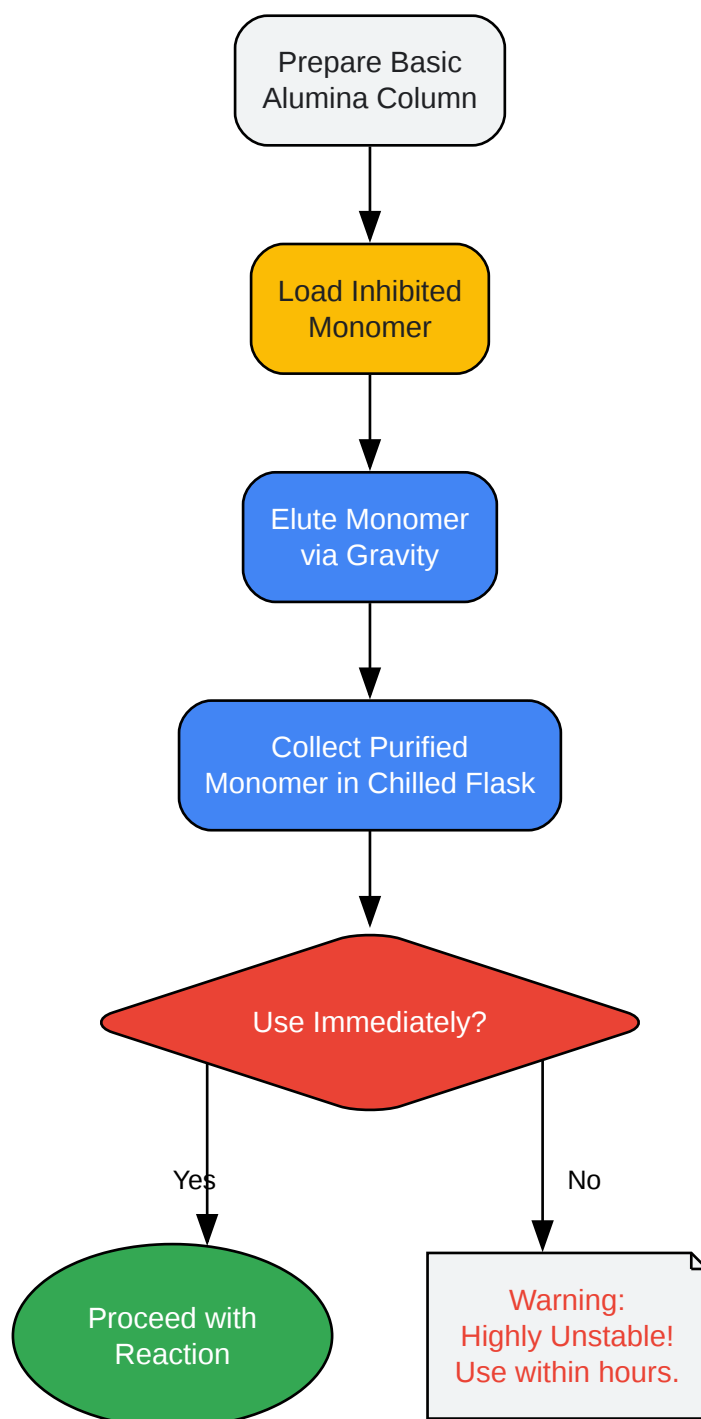 Prepare Basic
Alumina Column
Load Inhibited
Monomer
Elute Monomer
via Gravity
Collect Purified
Monomer in Chilled Flask
Use Immediately?
Yes
No
Proceed with
Reaction
Warning:
Highly Unstable!
Use within hours.